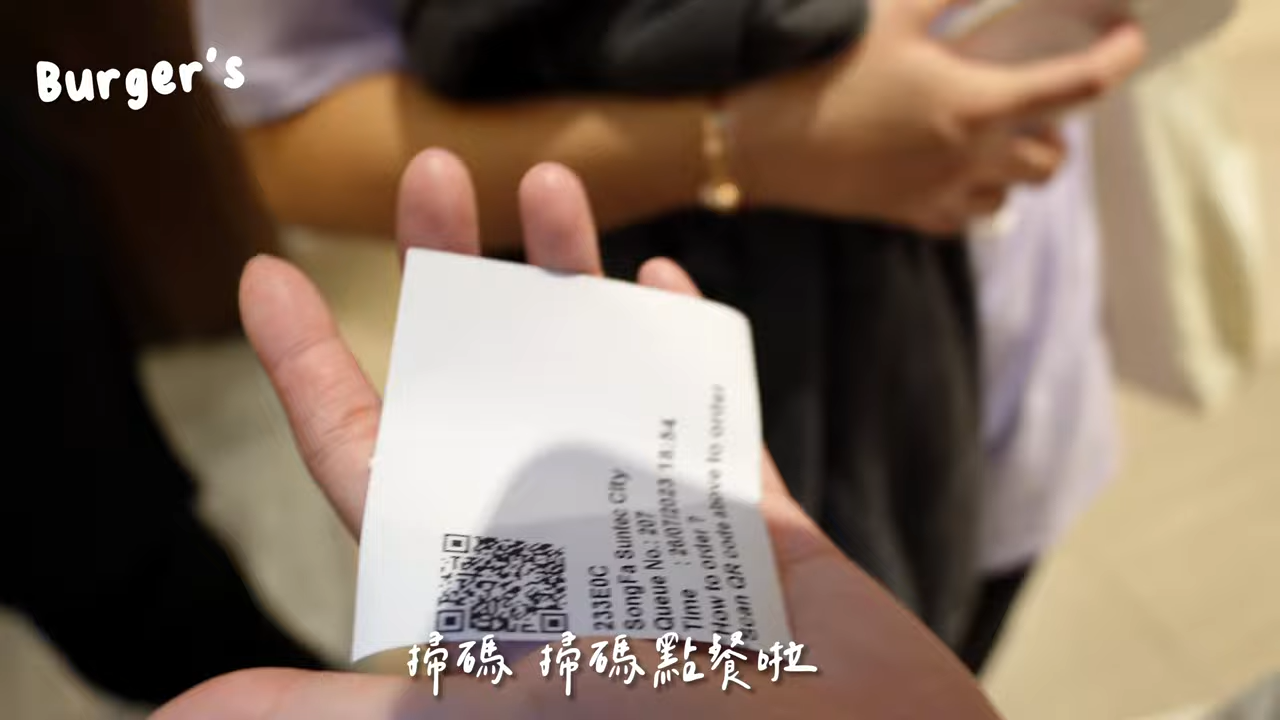 Burger's
233E0C
SongFa Suntec City
Queue No.: 207
Time : 26/07/2023 18:54
How to order ?
Scan QR code above to order
掃碼 掃碼點餐啦